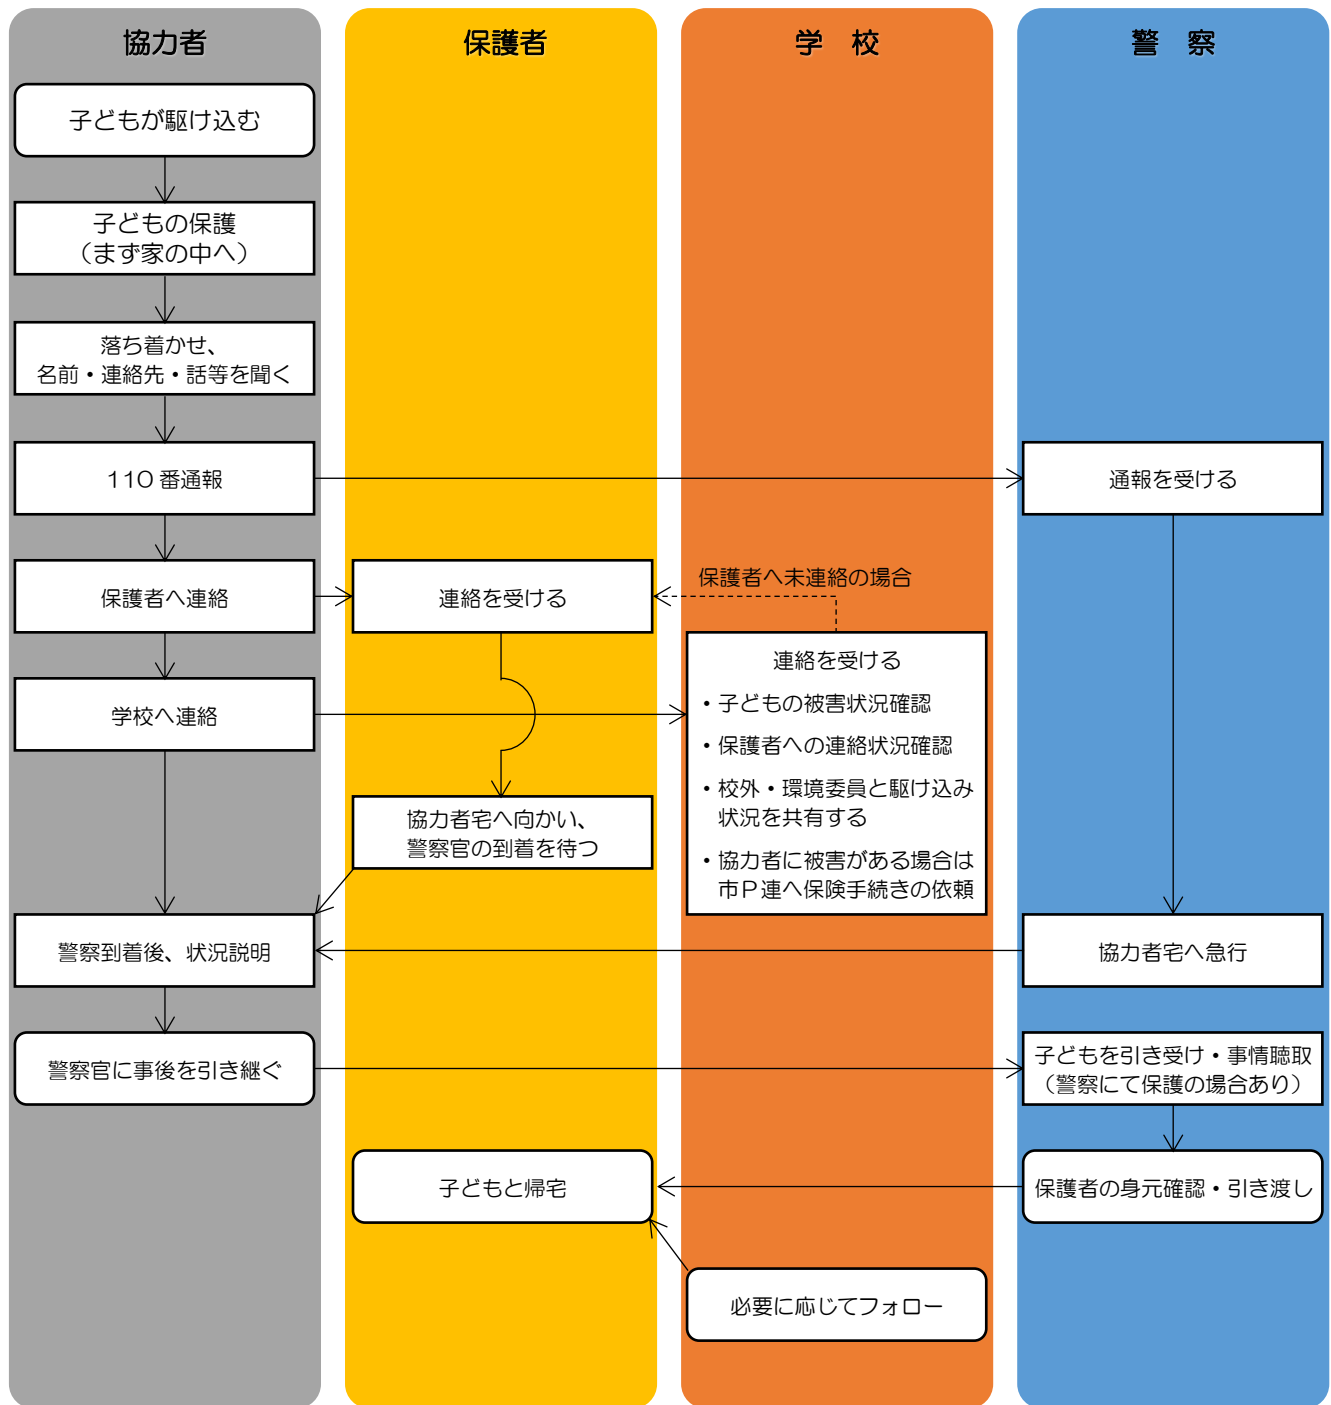 協力者
保護者
学　校
警　察
子どもが駆け込む
子どもの保護
（まず家の中へ）
落ち着かせ、
名前・連絡先・話等を聞く
110番通報
通報を受ける
保護者へ連絡
連絡を受ける
保護者へ未連絡の場合
学校へ連絡
連絡を受ける
・子どもの被害状況確認
・保護者への連絡状況確認
・校外・環境委員と駆け込み
状況を共有する
・協力者に被害がある場合は
市Ｐ連へ保険手続きの依頼
協力者宅へ向かい、
警察官の到着を待つ
警察到着後、状況説明
協力者宅へ急行
警察官に事後を引き継ぐ
子どもを引き受け・事情聴取
（警察にて保護の場合あり）
子どもと帰宅
保護者の身元確認・引き渡し
必要に応じてフォロー